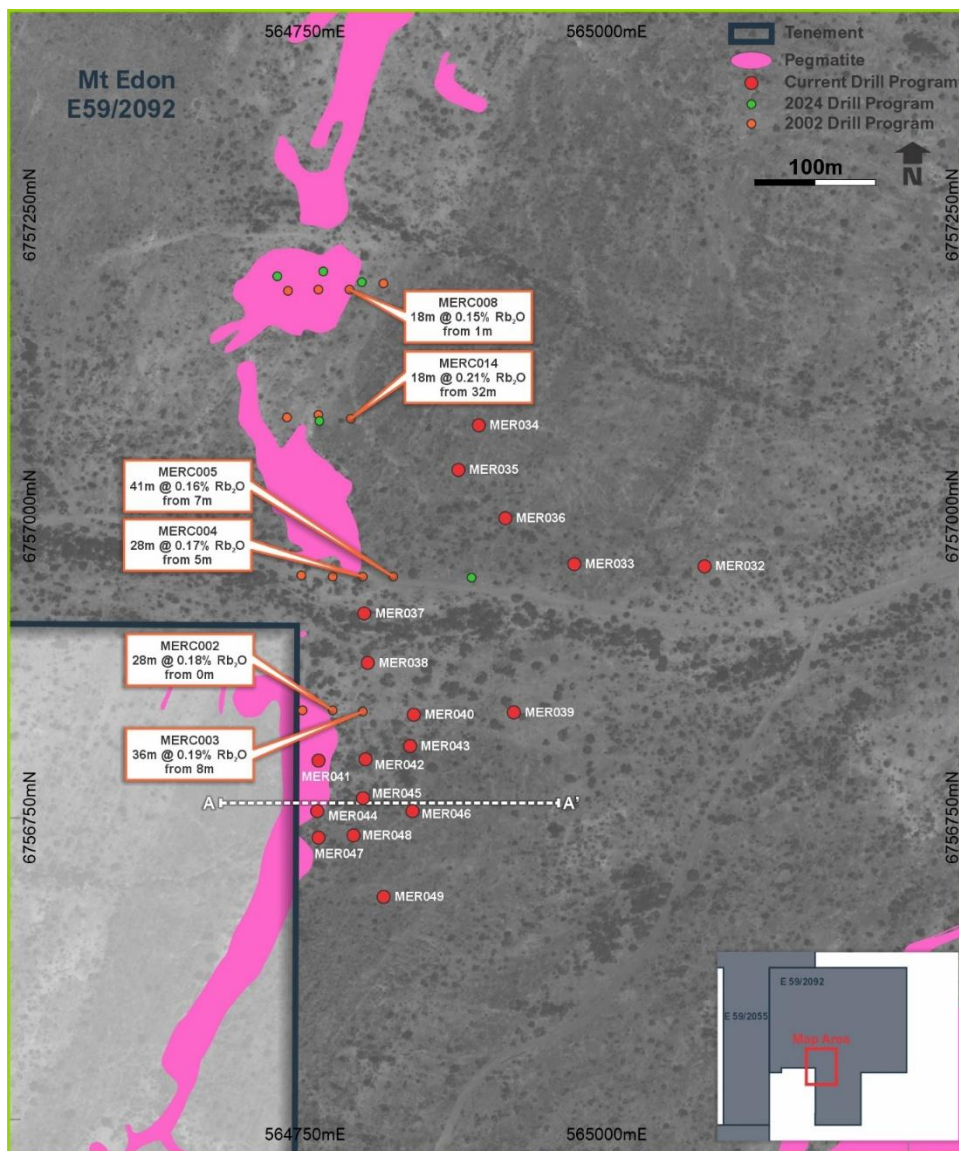 564750mE
565000mE
Mt Edon
E59/2092
Tenement
Pegmatite
Current Drill Program
2024 Drill Program
2002 Drill Program
100m
N
6757250mN
6757250mN
MERC008
18m @ 0.15% Rb₂O
from 1m
MERC014
18m @ 0.21% Rb₂O
from 32m
MER034
MER035
MERC005
41m @ 0.16% Rb₂O
from 7m
MER036
6757000mN
6757000mN
MERC004
28m @ 0.17% Rb₂O
from 5m
MER033
MER032
MER037
MERC002
28m @ 0.18% Rb₂O
from 0m
MER038
MER040
MER039
MERC003
36m @ 0.19% Rb₂O
from 8m
MER043
MER042
MER041
MER045
A
A'
MER044
MER046
6756750mN
6756750mN
MER048
MER047
MER049
E 59/2092
E 59/2055
Map Area
564750mE
565000mE